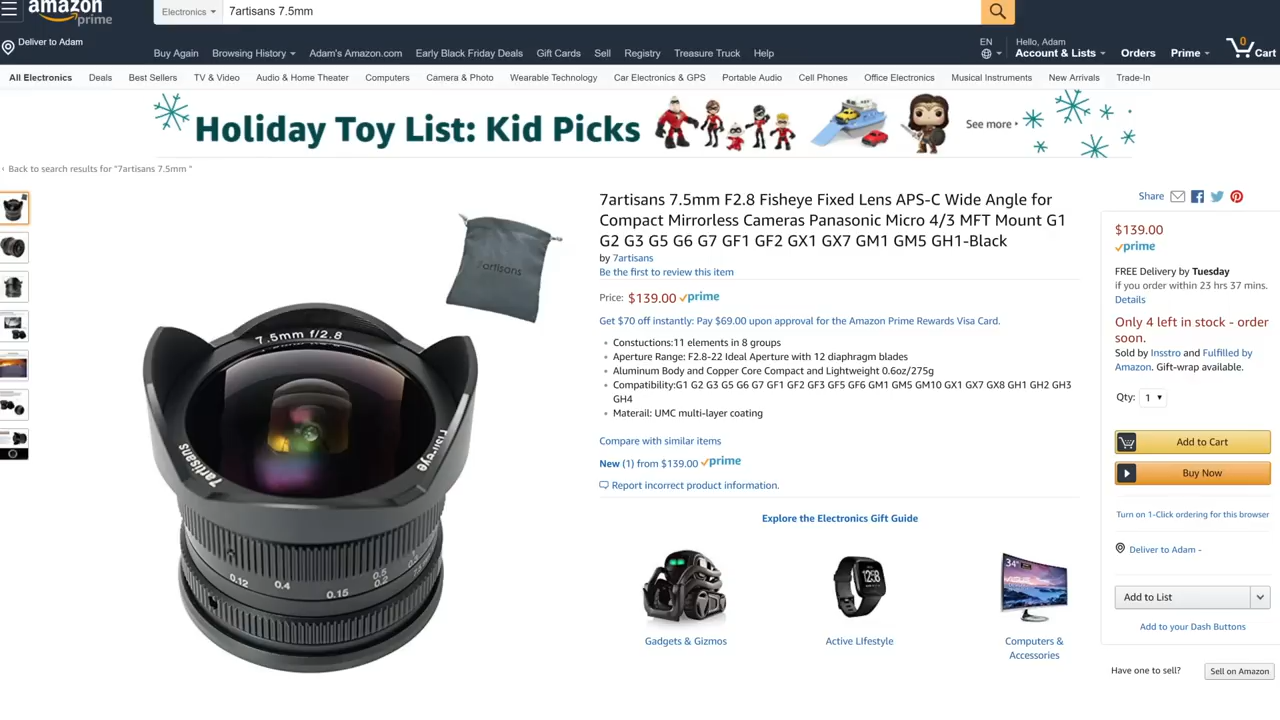 amazon
prime
Electronics
7artisans 7.5mm
Deliver to Adam
Buy Again Browsing History Adam's Amazon.com Early Black Friday Deals Gift Cards Sell Registry Treasure Truck Help
EN
Hello, Adam
Account & Lists Orders Prime 0 Cart
All Electronics Deals Best Sellers TV & Video Audio & Home Theater Computers Camera & Photo Wearable Technology Car Electronics & GPS Portable Audio Cell Phones Office Electronics Musical Instruments New Arrivals Trade-In
Holiday Toy List: Kid Picks
See more
‹ Back to search results for "7artisans 7.5mm "
7artisans
7.5mm f/2.8
7artisans
Fisheye
0.12 0.4 0.15 0.5 0.2 1
7artisans 7.5mm F2.8 Fisheye Fixed Lens APS-C Wide Angle for
Compact Mirrorless Cameras Panasonic Micro 4/3 MFT Mount G1
G2 G3 G5 G6 G7 GF1 GF2 GX1 GX7 GM1 GM5 GH1-Black
by 7artisans
Be the first to review this item
Price: $139.00 prime
Get $70 off instantly: Pay $69.00 upon approval for the Amazon Prime Rewards Visa Card.
• Constuctions:11 elements in 8 groups
• Aperture Range: F2.8-22 Ideal Aperture with 12 diaphragm blades
• Aluminum Body and Copper Core Compact and Lightweight 0.6oz/275g
• Compatibility:G1 G2 G3 G5 G6 G7 GF1 GF2 GF3 GF5 GF6 GM1 GM5 GM10 GX1 GX7 GX8 GH1 GH2 GH3
GH4
• Materail: UMC multi-layer coating
Compare with similar items
New (1) from $139.00 prime
Report incorrect product information.
Explore the Electronics Gift Guide
34"
Gadgets & Gizmos
Active LIfestyle
Computers &
Accessories
Share
$139.00
prime
FREE Delivery by Tuesday
if you order within 23 hrs 37 mins.
Details
Only 4 left in stock - order
soon.
Sold by Insstro and Fulfilled by
Amazon. Gift-wrap available.
Qty: 1
Add to Cart
Buy Now
Turn on 1-Click ordering for this browser
Deliver to Adam -
Add to List
Add to your Dash Buttons
Have one to sell? Sell on Amazon